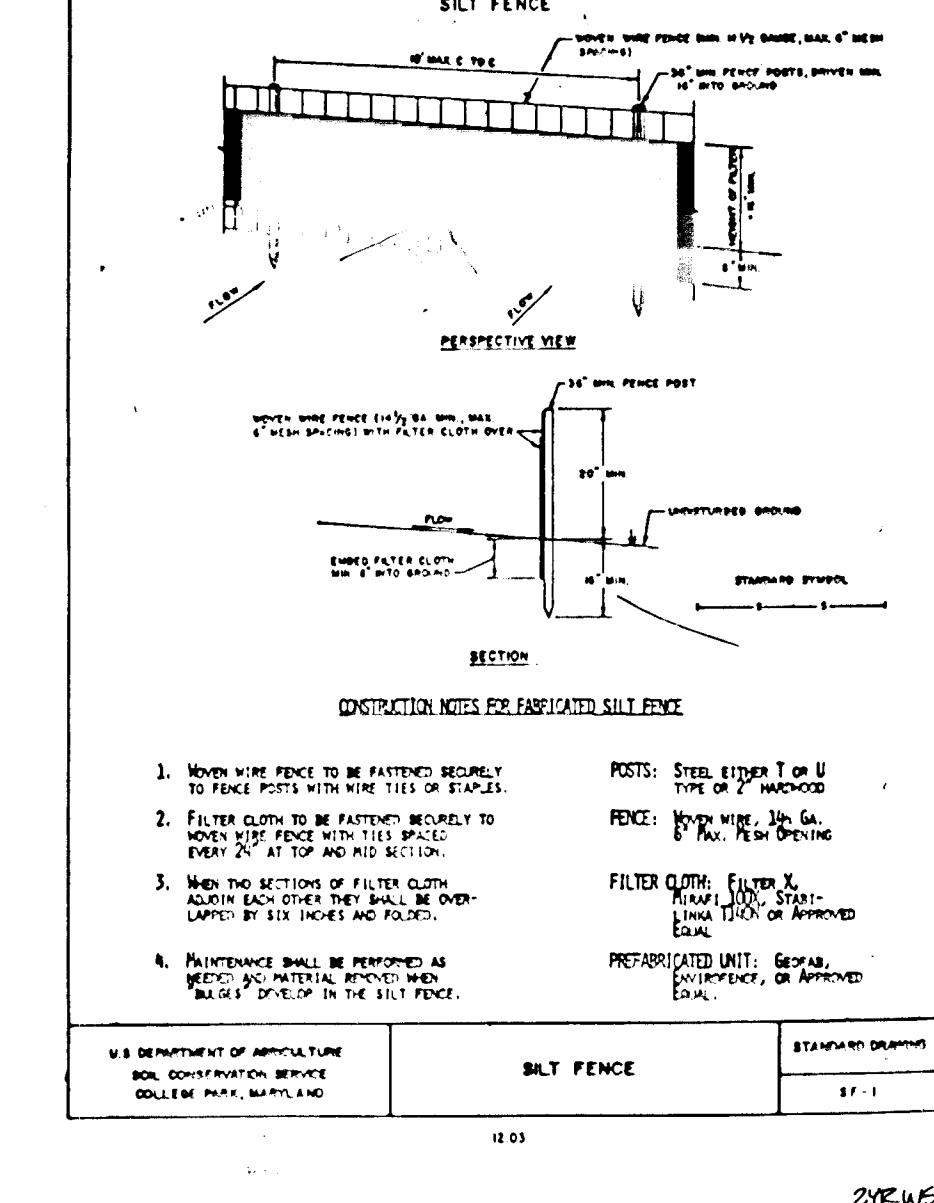 SILT FENCE
WOVEN WIRE FENCE (MIN. 14 1/2 GAUGE, MAX. 6" MESH
SPACING)
10' MAX. C TO C
36" MIN. FENCE POSTS, DRIVEN MIN.
16" INTO GROUND
HEIGHT OF FILTER
= 16" MIN.
8" MIN.
FLOW
FLOW
PERSPECTIVE VIEW
36" MIN. FENCE POST
WOVEN WIRE FENCE (14 1/2 GA. MIN., MAX.
6" MESH SPACING) WITH FILTER CLOTH OVER
20" MIN.
FLOW
UNDISTURBED GROUND
EMBED FILTER CLOTH
MIN. 8" INTO GROUND
16" MIN.
STANDARD SYMBOL
S S
SECTION
CONSTRUCTION NOTES FOR FABRICATED SILT FENCE
1. WOVEN WIRE FENCE TO BE FASTENED SECURELY
TO FENCE POSTS WITH WIRE TIES OR STAPLES.
2. FILTER CLOTH TO BE FASTENED SECURELY TO
WOVEN WIRE FENCE WITH TIES SPACED
EVERY 24" AT TOP AND MID SECTION.
3. WHEN TWO SECTIONS OF FILTER CLOTH
ADJOIN EACH OTHER THEY SHALL BE OVER-
LAPPED BY SIX INCHES AND FOLDED.
4. MAINTENANCE SHALL BE PERFORMED AS
NEEDED AND MATERIAL REMOVED WHEN
"BULGES" DEVELOP IN THE SILT FENCE.
POSTS: STEEL EITHER T OR U
TYPE OR 2" HARDWOOD
FENCE: WOVEN WIRE, 14½ GA.
6" MAX. MESH OPENING
FILTER CLOTH: FILTER X,
MIRAFI 100X, STABI-
LINKA T140N OR APPROVED
EQUAL
PREFABRICATED UNIT: GEOFAB,
ENVIROFENCE, OR APPROVED
EQUAL.
U.S DEPARTMENT OF AGRICULTURE
SOIL CONSERVATION SERVICE
COLLEGE PARK, MARYLAND
SILT FENCE
STANDARD DRAWING
SF-1
12.03